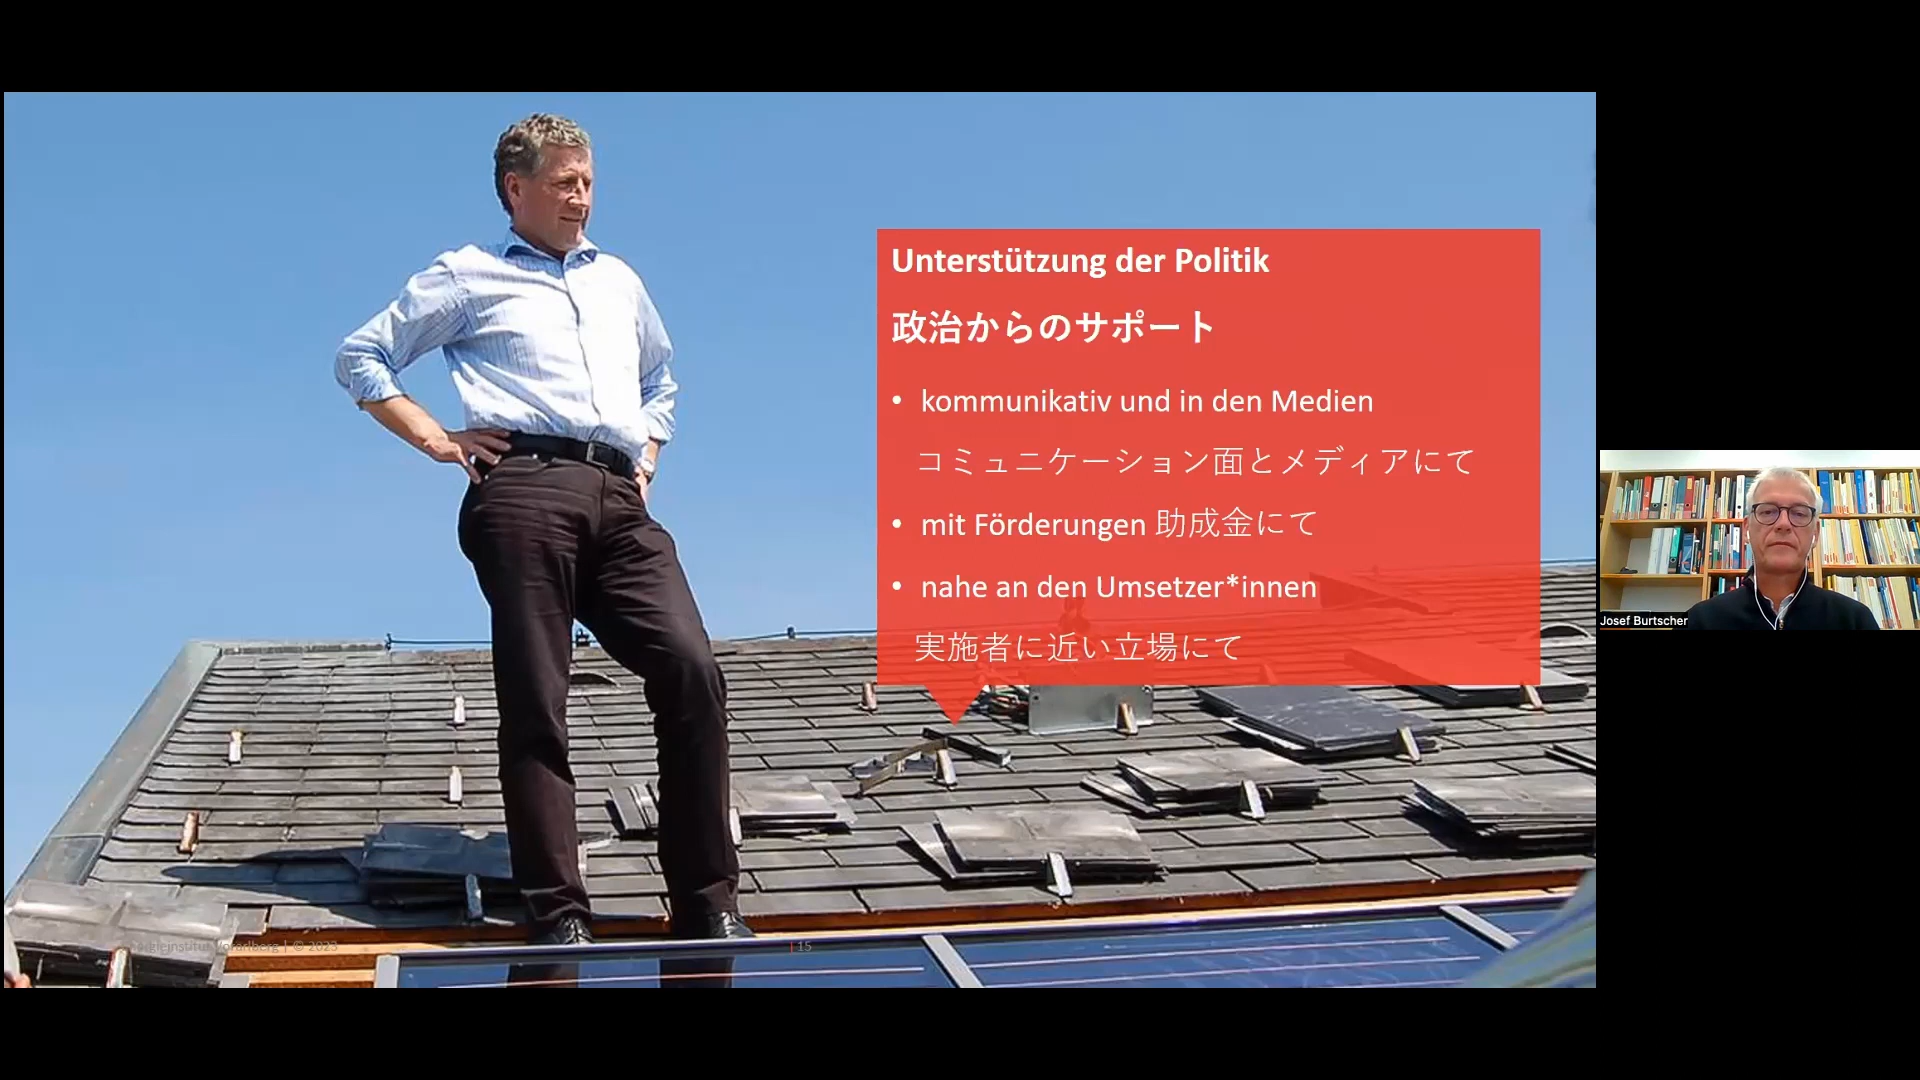 Unterstützung der Politik
政治からのサポート
• kommunikativ und in den Medien
コミュニケーション面とメディアにて
• mit Förderungen 助成金にて
• nahe an den Umsetzer*innen
実施者に近い立場にて
Josef Burtscher
Vorarlberg | © 2023
| 15